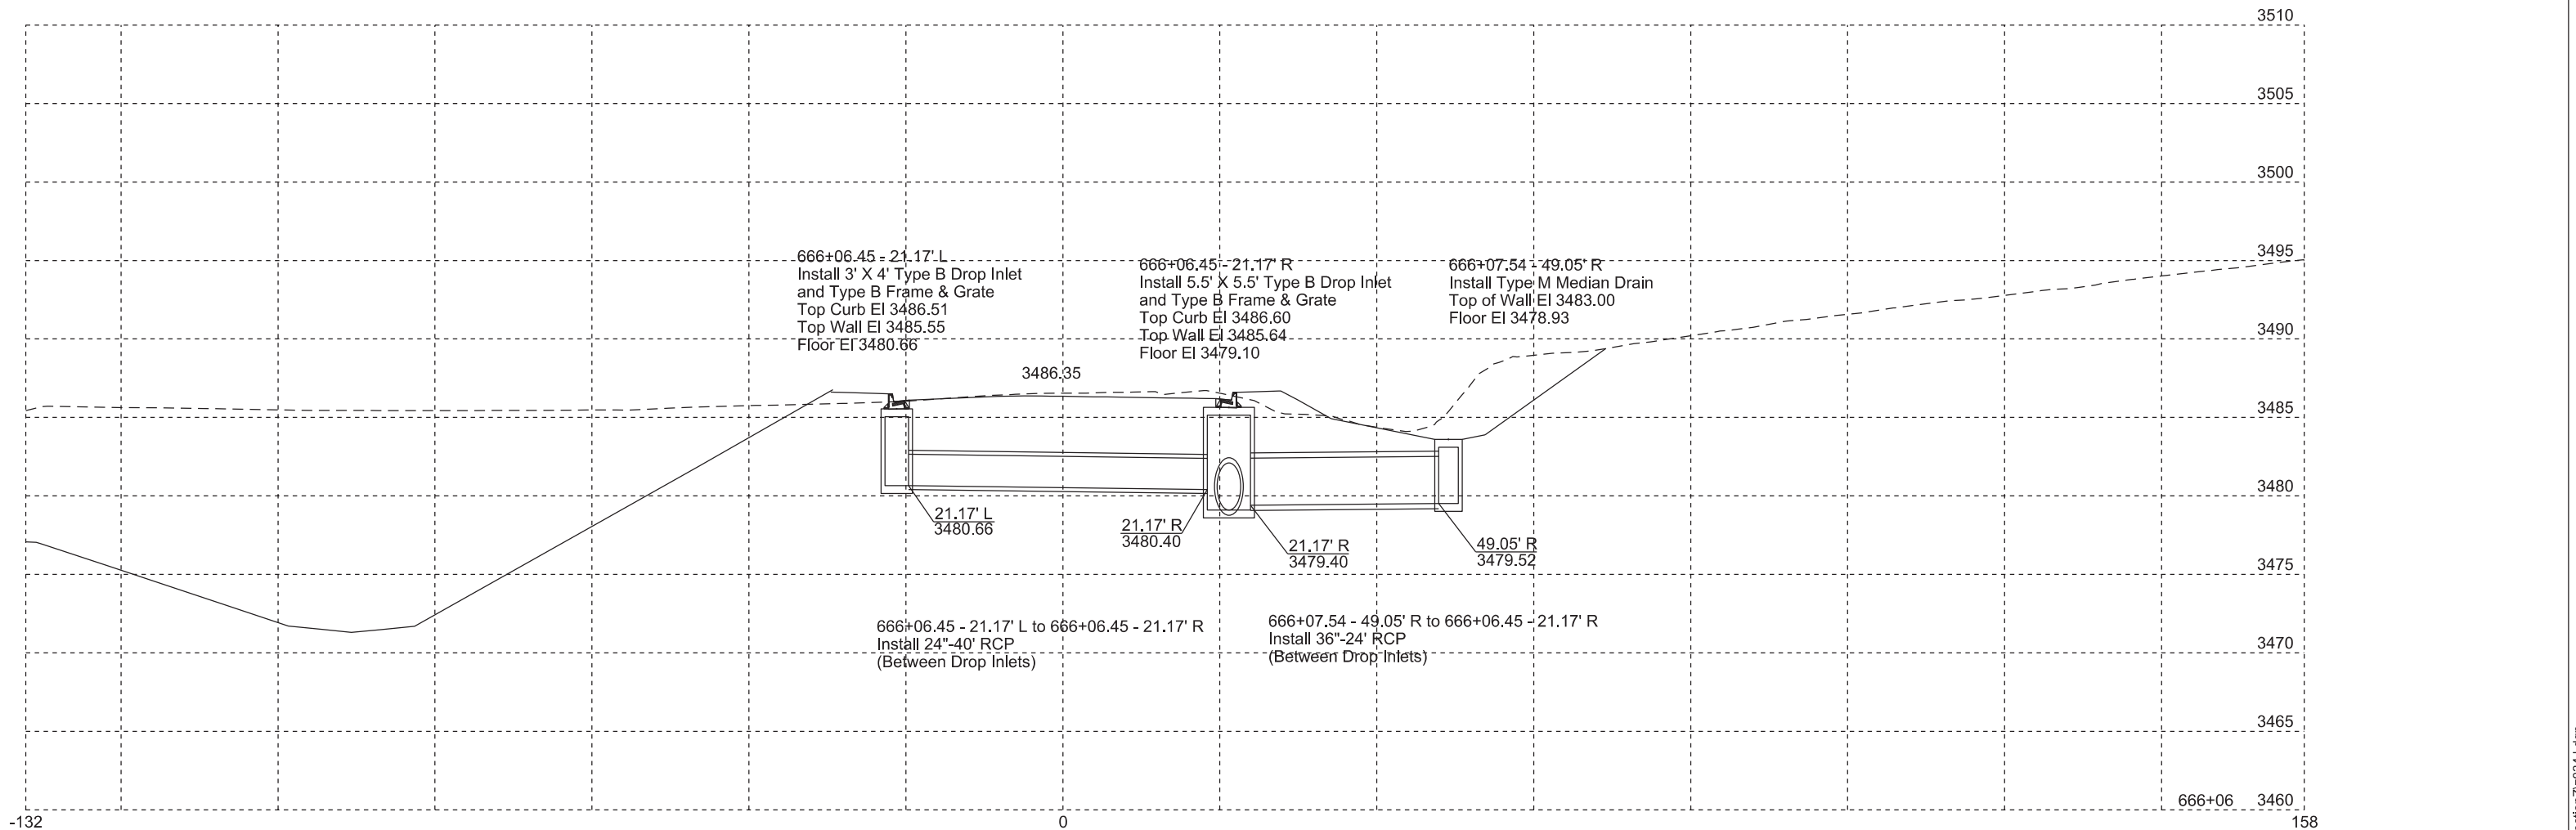 3510
3505
3500
3495
3490
3485
3480
3475
3470
3465
3460
666+06.45 - 21.17' L
Install 3' X 4' Type B Drop Inlet
and Type B Frame & Grate
Top Curb El 3486.51
Top Wall El 3485.55
Floor El 3480.66
666+06.45 - 21.17' R
Install 5.5' X 5.5' Type B Drop Inlet
and Type B Frame & Grate
Top Curb El 3486.60
Top Wall El 3485.64
Floor El 3479.10
666+07.54 - 49.05' R
Install Type M Median Drain
Top of Wall El 3483.00
Floor El 3478.93
3486.35
21.17' L
3480.66
21.17' R
3480.40
21.17' R
3479.40
49.05' R
3479.52
666+06.45 - 21.17' L to 666+06.45 - 21.17' R
Install 24"-40' RCP
(Between Drop Inlets)
666+07.54 - 49.05' R to 666+06.45 - 21.17' R
Install 36"-24' RCP
(Between Drop Inlets)
666+06
-132
0
158